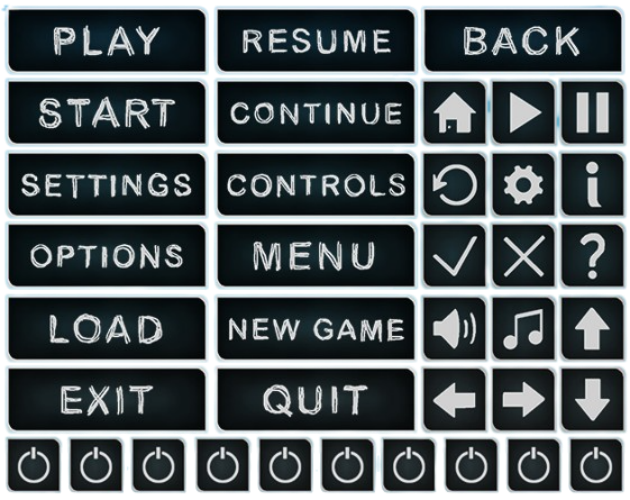 PLAY
RESUME
BACK
START
CONTINUE
SETTINGS
CONTROLS
i
OPTIONS
MENU
?
LOAD
NEW GAME
EXIT
QUIT